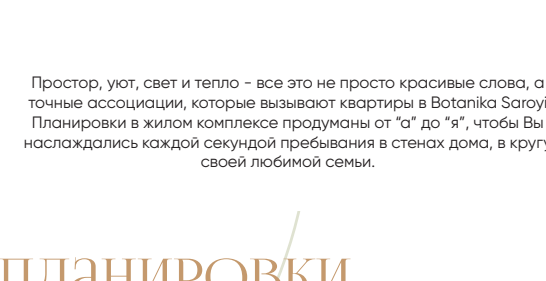 Простор, уют, свет и тепло - все это не просто красивые слова, а
точные ассоциации, которые вызывают квартиры в Botanika Saroyi
Планировки в жилом комплексе продуманы от “а” до “я”, чтобы Вы
наслаждались каждой секундой пребывания в стенах дома, в кругу
своей любимой семьи.
планировки